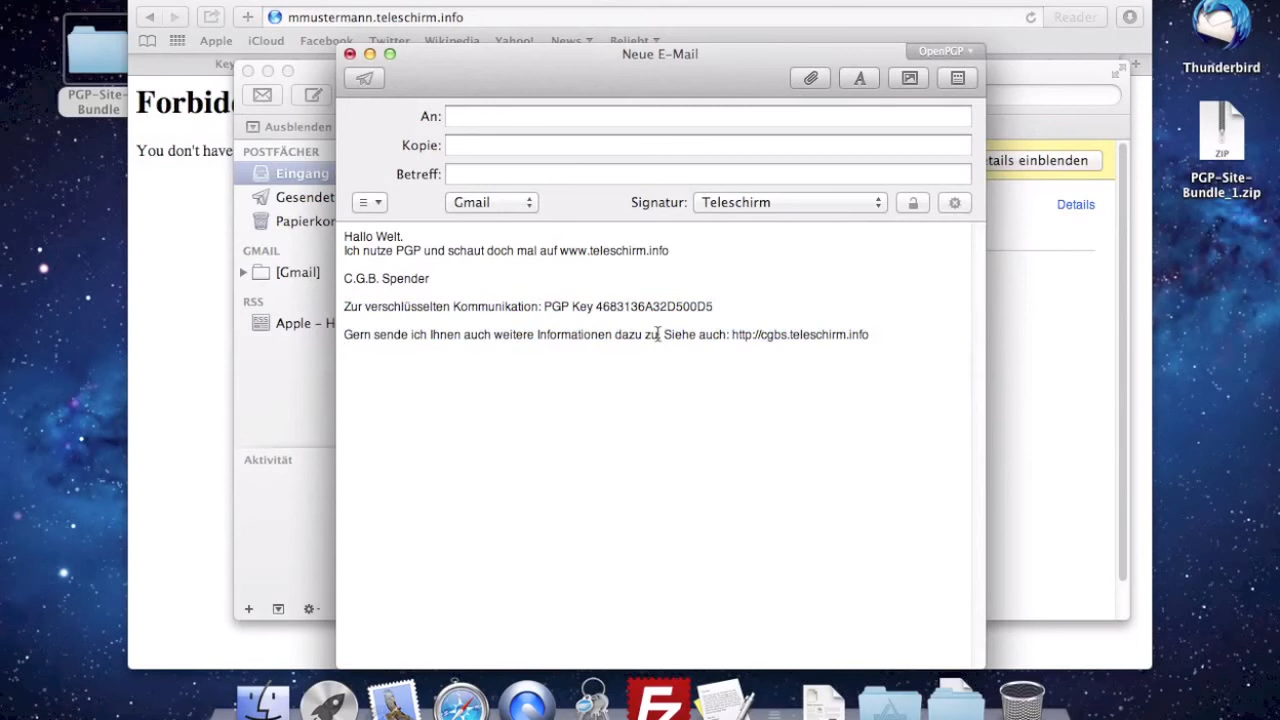 mmustermann.teleschirm.info
Reader
Apple
iCloud
Facebook
Twitter
Wikipedia
Yahoo!
News
Beliebt
Key
Neue E-Mail
OpenPGP
PGP-Site-
Bundle
Thunderbird
ZIP
PGP-Site-
Bundle_1.zip
Forbid
You don't have
Ausblenden
POSTFÄCHER
Eingang
Gesendet
Papierkor
GMAIL
[Gmail]
RSS
Apple – H
Aktivität
An:
Kopie:
Betreff:
Gmail
Signatur:
Teleschirm
etails einblenden
Details
Hallo Welt.
Ich nutze PGP und schaut doch mal auf www.teleschirm.info
C.G.B. Spender
Zur verschlüsselten Kommunikation: PGP Key 4683136A32D500D5
Gern sende ich Ihnen auch weitere Informationen dazu zu. Siehe auch: http://cgbs.teleschirm.info